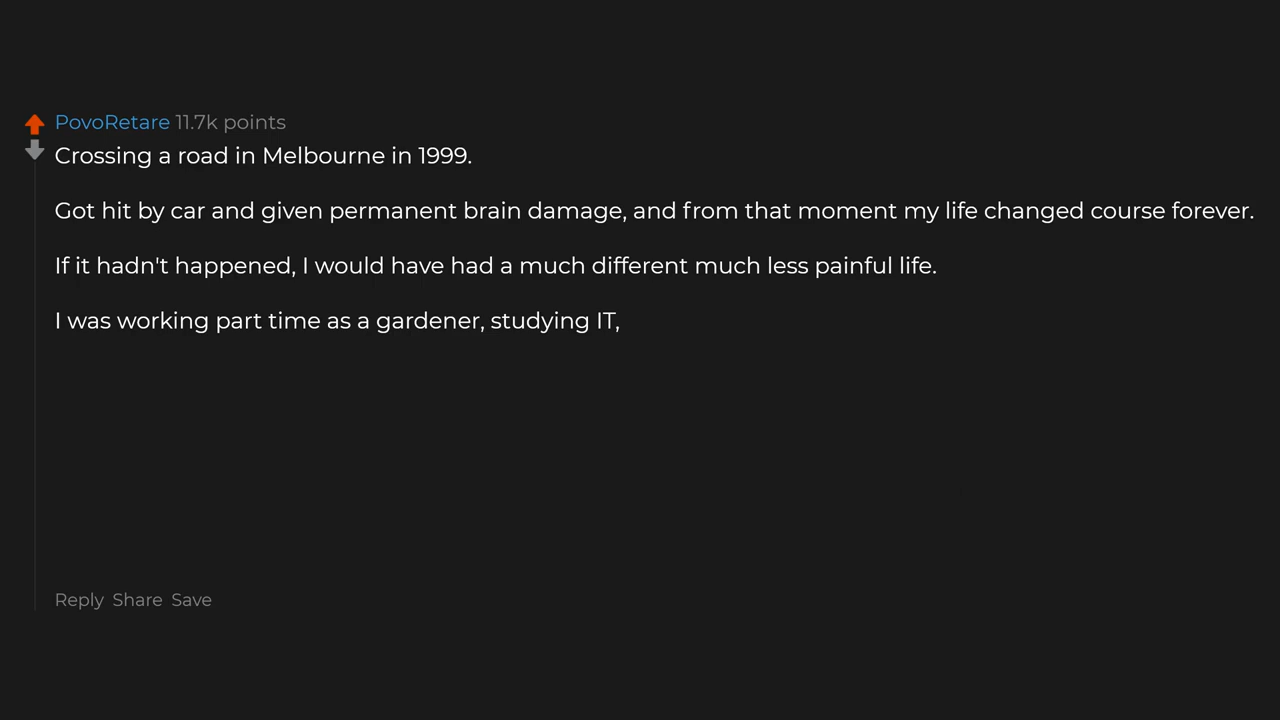 PovoRetare 11.7k points
Crossing a road in Melbourne in 1999.
Got hit by car and given permanent brain damage, and from that moment my life changed course forever.
If it hadn't happened, I would have had a much different much less painful life.
I was working part time as a gardener, studying IT,
Reply Share Save